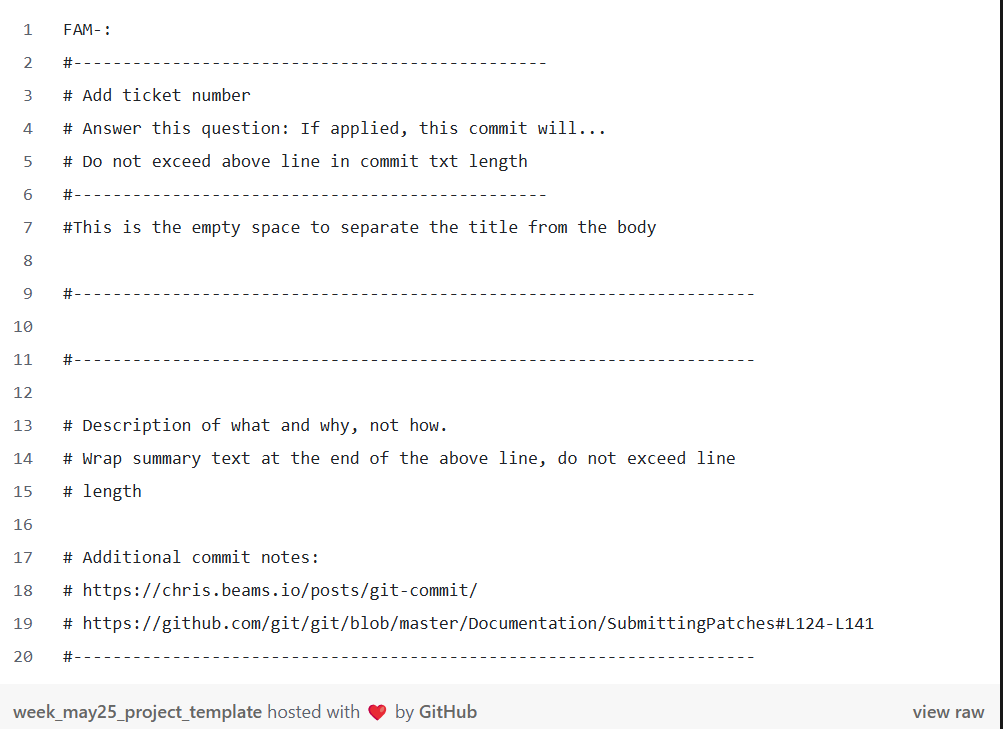 1 FAM-:
2 #------------------------------------------------
3 # Add ticket number
4 # Answer this question: If applied, this commit will...
5 # Do not exceed above line in commit txt length
6 #------------------------------------------------
7 #This is the empty space to separate the title from the body
8
9 #---------------------------------------------------------------------
10
11 #---------------------------------------------------------------------
12
13 # Description of what and why, not how.
14 # Wrap summary text at the end of the above line, do not exceed line
15 # length
16
17 # Additional commit notes:
18 # https://chris.beams.io/posts/git-commit/
19 # https://github.com/git/git/blob/master/Documentation/SubmittingPatches#L124-L141
20 #---------------------------------------------------------------------
week_may25_project_template hosted with ❤ by GitHub view raw